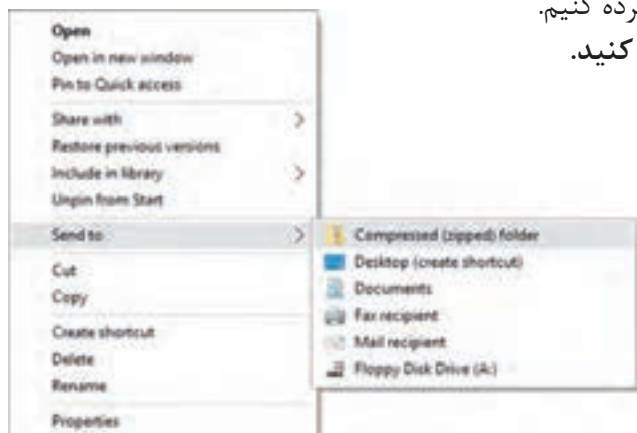 رده کنیم.
کنید.
Open
Open in new window
Pin to Quick access
Share with
Restore previous versions
Include in library
Unpin from Start
Send to
Cut
Copy
Create shortcut
Delete
Rename
Properties
Compressed (zipped) folder
Desktop (create shortcut)
Documents
Fax recipient
Mail recipient
Floppy Disk Drive (A:)